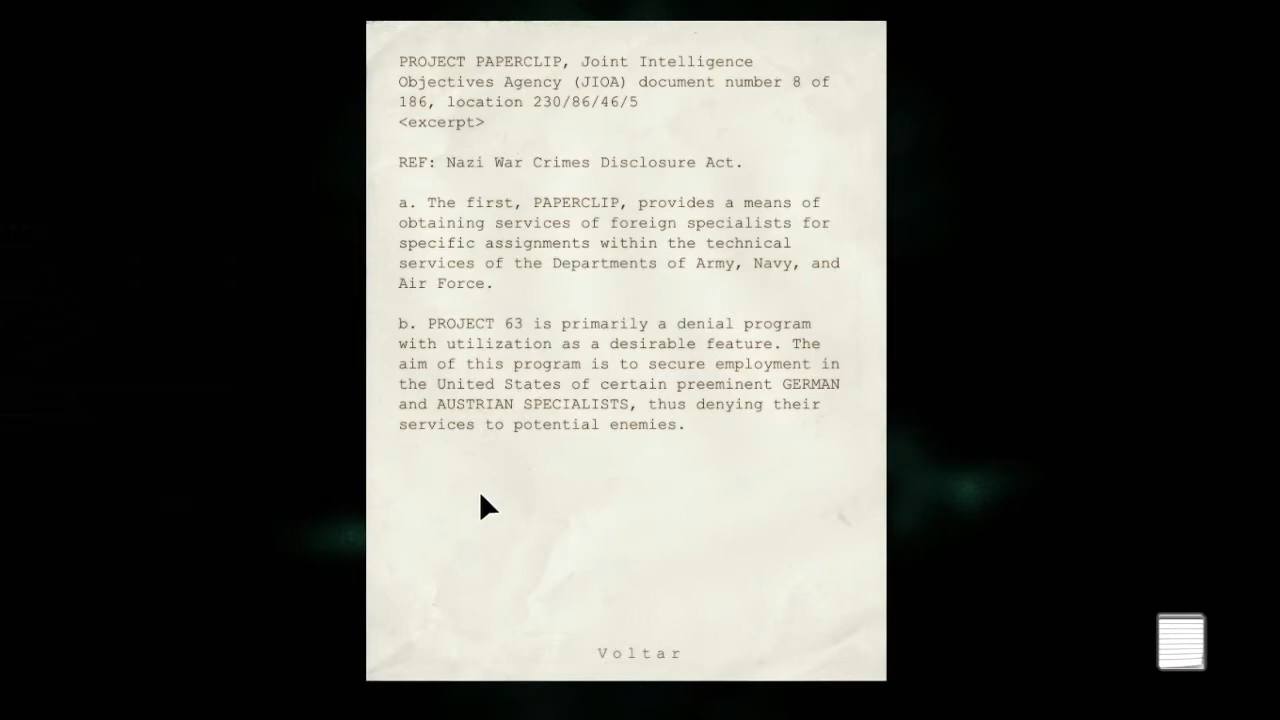 PROJECT PAPERCLIP, Joint Intelligence
Objectives Agency (JIOA) document number 8 of
186, location 230/86/46/5
<excerpt>
REF: Nazi War Crimes Disclosure Act.
a. The first, PAPERCLIP, provides a means of
obtaining services of foreign specialists for
specific assignments within the technical
services of the Departments of Army, Navy, and
Air Force.
b. PROJECT 63 is primarily a denial program
with utilization as a desirable feature. The
aim of this program is to secure employment in
the United States of certain preeminent GERMAN
and AUSTRIAN SPECIALISTS, thus denying their
services to potential enemies.
Voltar